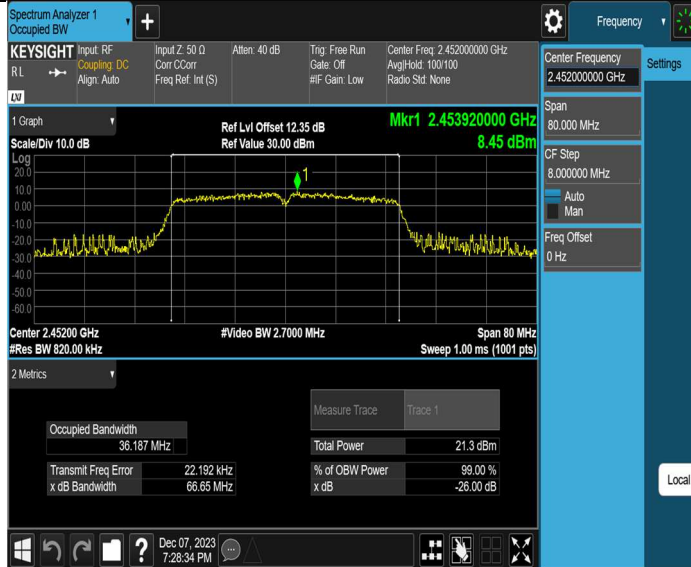 Spectrum Analyzer 1
Occupied BW
Frequency
KEYSIGHT
RL
LXI
Input: RF
Coupling: DC
Align: Auto
Input Z: 50 Ω
Corr CCorr
Freq Ref: Int (S)
Atten: 40 dB
Trig: Free Run
Gate: Off
#IF Gain: Low
Center Freq: 2.452000000 GHz
Avg|Hold: 100/100
Radio Std: None
Center Frequency
2.452000000 GHz
Settings
Span
80.000 MHz
CF Step
8.000000 MHz
Auto
Man
Freq Offset
0 Hz
Local
1 Graph
Scale/Div 10.0 dB
Ref Lvl Offset 12.35 dB
Ref Value 30.00 dBm
Mkr1 2.453920000 GHz
8.45 dBm
Log
20.0
10.0
0.00
-10.0
-20.0
-30.0
-40.0
-50.0
-60.0
1
Center 2.45200 GHz
#Video BW 2.7000 MHz
Span 80 MHz
#Res BW 820.00 kHz
Sweep 1.00 ms (1001 pts)
2 Metrics
Measure Trace Trace 1
Occupied Bandwidth
36.187 MHz
Total Power 21.3 dBm
Transmit Freq Error 22.192 kHz
% of OBW Power 99.00 %
x dB Bandwidth 66.65 MHz
x dB -26.00 dB
Dec 07, 2023
7:28:34 PM